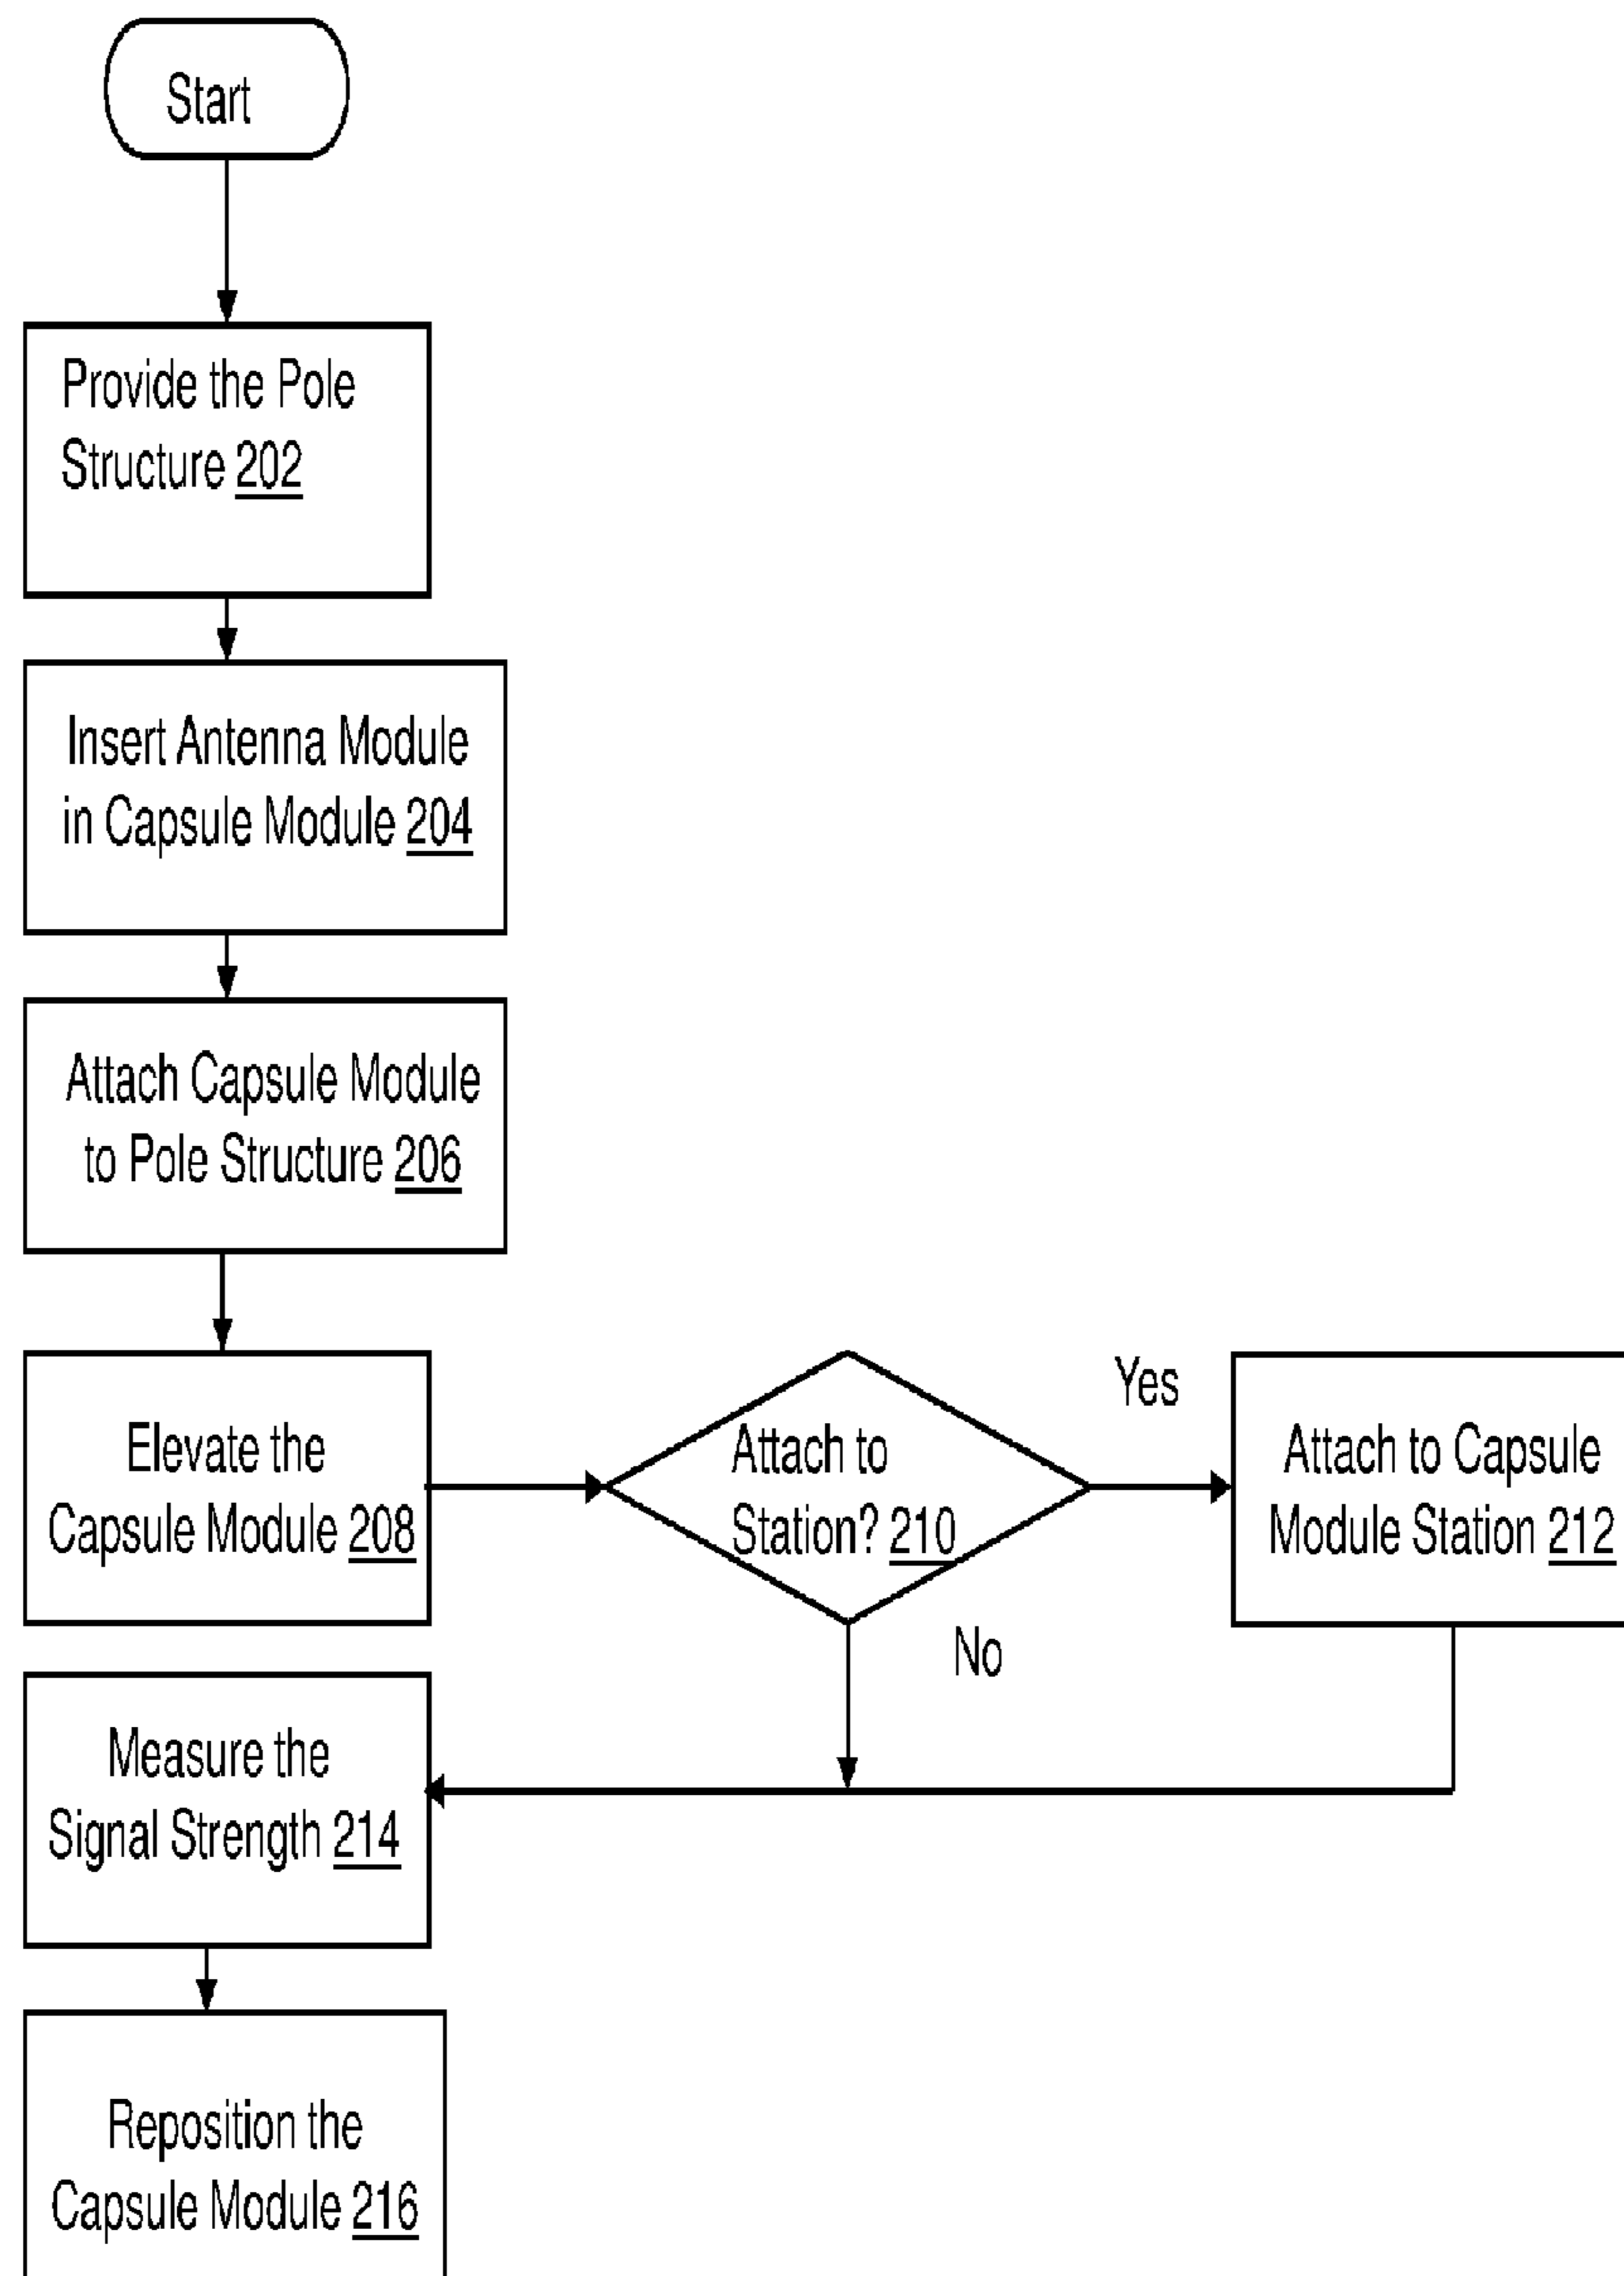 Start
Provide the Pole
Structure 202
Insert Antenna Module
in Capsule Module 204
Attach Capsule Module
to Pole Structure 206
Elevate the
Capsule Module 208
Attach to
Station? 210
Yes
Attach to Capsule
Module Station 212
No
Measure the
Signal Strength 214
Reposition the
Capsule Module 216